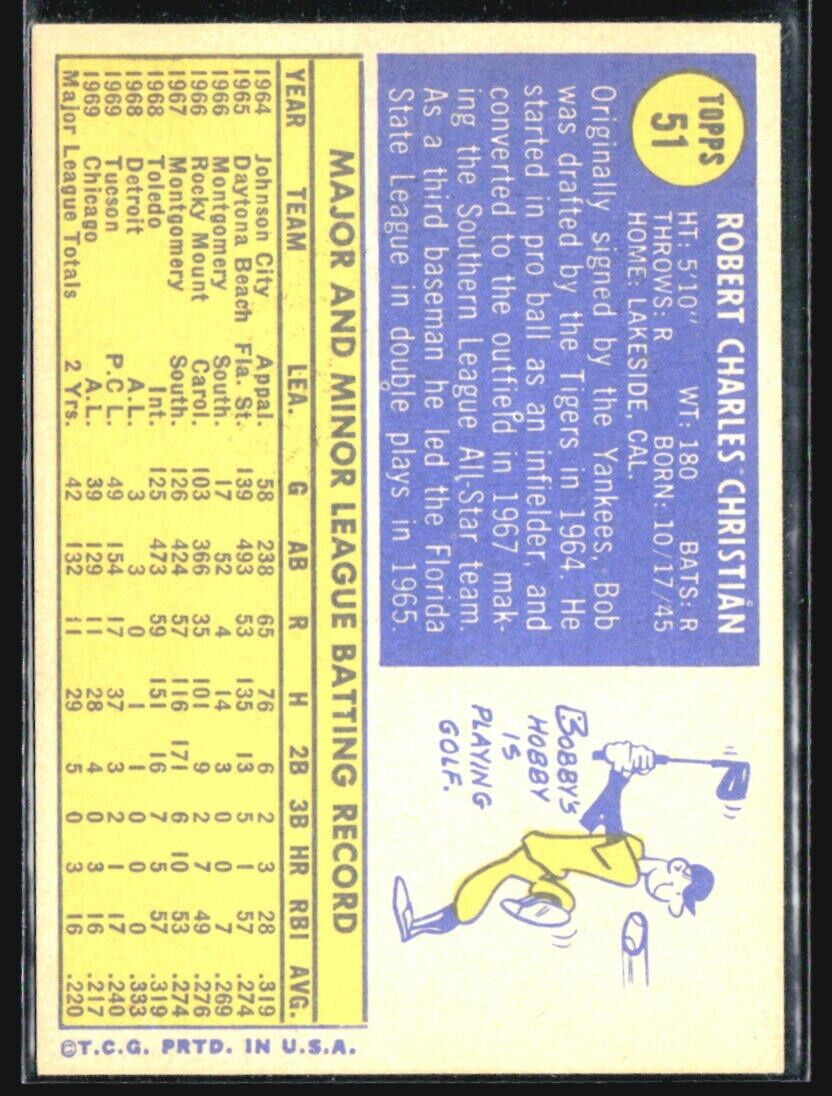 TOPPS
51
ROBERT CHARLES CHRISTIAN
HT: 5'10" WT: 180 BATS: R
THROWS: R BORN: 10/17/45
HOME: LAKESIDE, CAL.
Originally signed by the Yankees, Bob
was drafted by the Tigers in 1964. He
started in pro ball as an infielder, and
converted to the outfield in 1967 mak-
ing the Southern League All-Star team.
As a third baseman he led the Florida
State League in double plays in 1965.
BOBBY'S
HOBBY
IS
PLAYING
GOLF.
MAJOR AND MINOR LEAGUE BATTING RECORD
YEAR TEAM LEA. G AB R H 2B 3B HR RBI AVG.
1964 Johnson City Appal. 58 238 65 76 6 2 3 28 .319
1965 Daytona Beach Fla. St. 139 493 53 135 13 5 1 57 .274
1966 Montgomery South. 17 52 4 14 3 0 0 7 .269
1966 Rocky Mount Carol. 103 366 35 101 9 2 7 49 .276
1967 Montgomery South. 126 424 57 116 171 6 10 53 .274
1968 Toledo Int. 125 473 59 151 16 7 5 57 .319
1968 Detroit A.L. 3 3 0 1 1 0 0 0 .333
1969 Tucson P.C.L. 49 154 17 37 3 2 1 17 .240
1969 Chicago A.L. 39 129 11 28 4 0 3 16 .217
Major League Totals 2 Yrs. 42 132 11 29 5 0 3 16 .220
©T.C.G. PRTD. IN U.S.A.